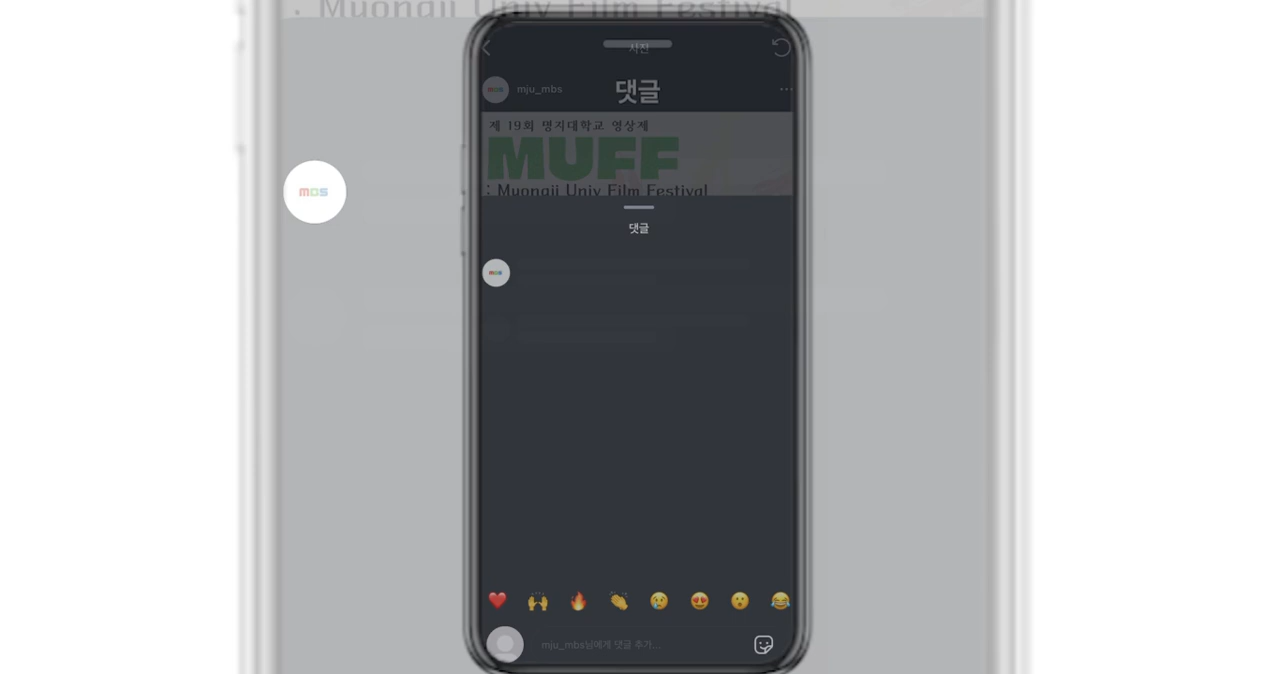 : Myongji Univ Film Festival
사진
mju_mbs
댓글
제 19회 명지대학교 영상제
MUFF
: Myongji Univ Film Festival
댓글
mbs
mju_mbs님에게 댓글 추가...